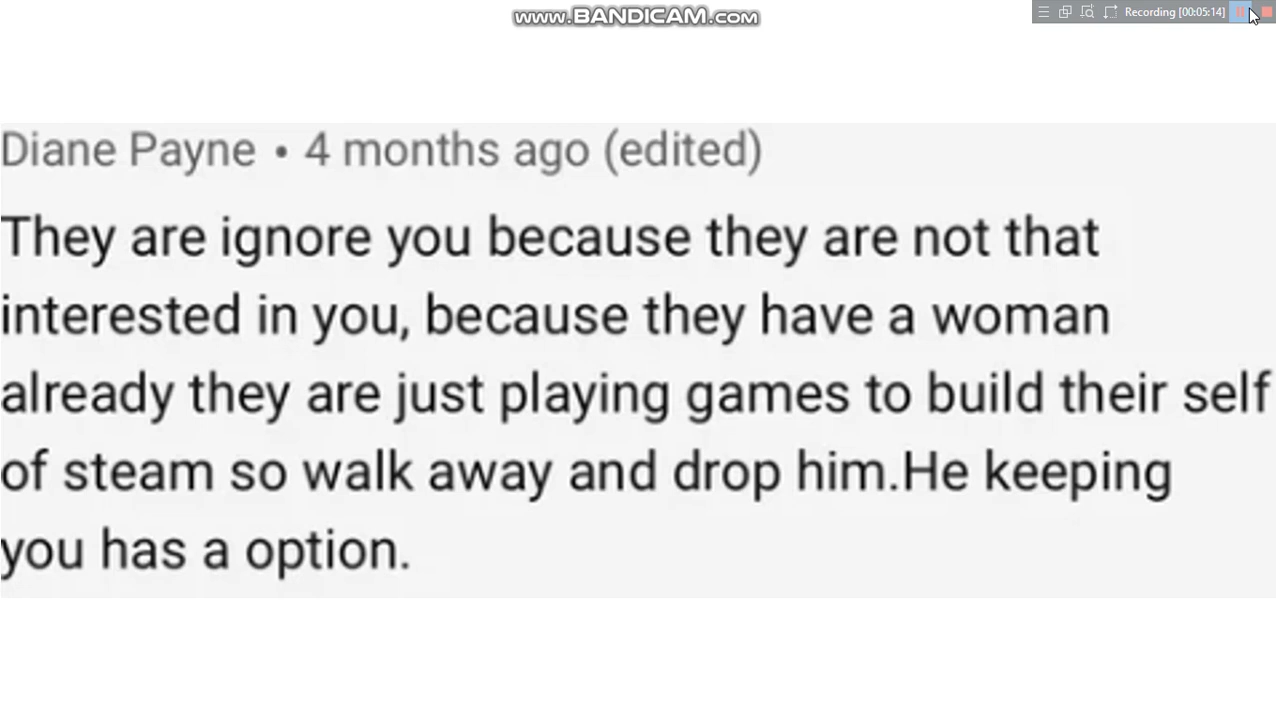 www.BANDICAM.com
Recording [00:05:14]
Diane Payne • 4 months ago (edited)
They are ignore you because they are not that
interested in you, because they have a woman
already they are just playing games to build their self
of steam so walk away and drop him.He keeping
you has a option.